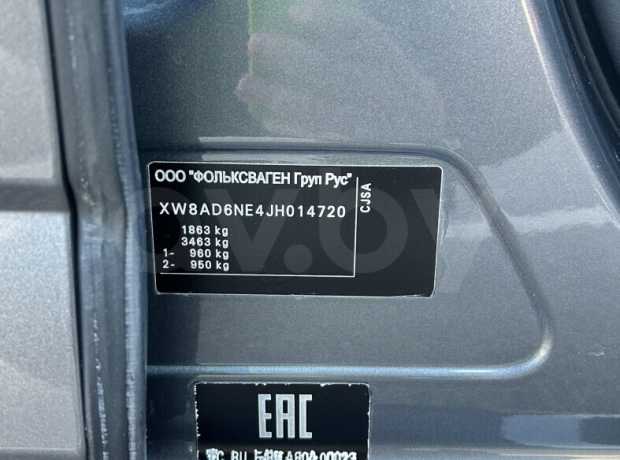 ООО "ФОЛЬКСВАГЕН Груп Рус"
XW8AD6NE4JH014720
1863 kg
3463 kg
1- 960 kg
2- 950 kg
CJSA
EAC